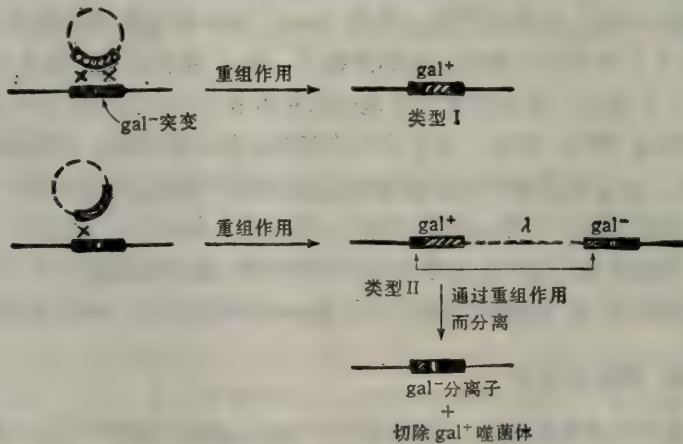 重组作用
gal⁺
gal⁻突变
类型 I
重组作用
gal⁺ λ gal⁻
类型 II
通过重组作用
而分离
gal⁻分离子
+
切除 gal⁺ 噬菌体